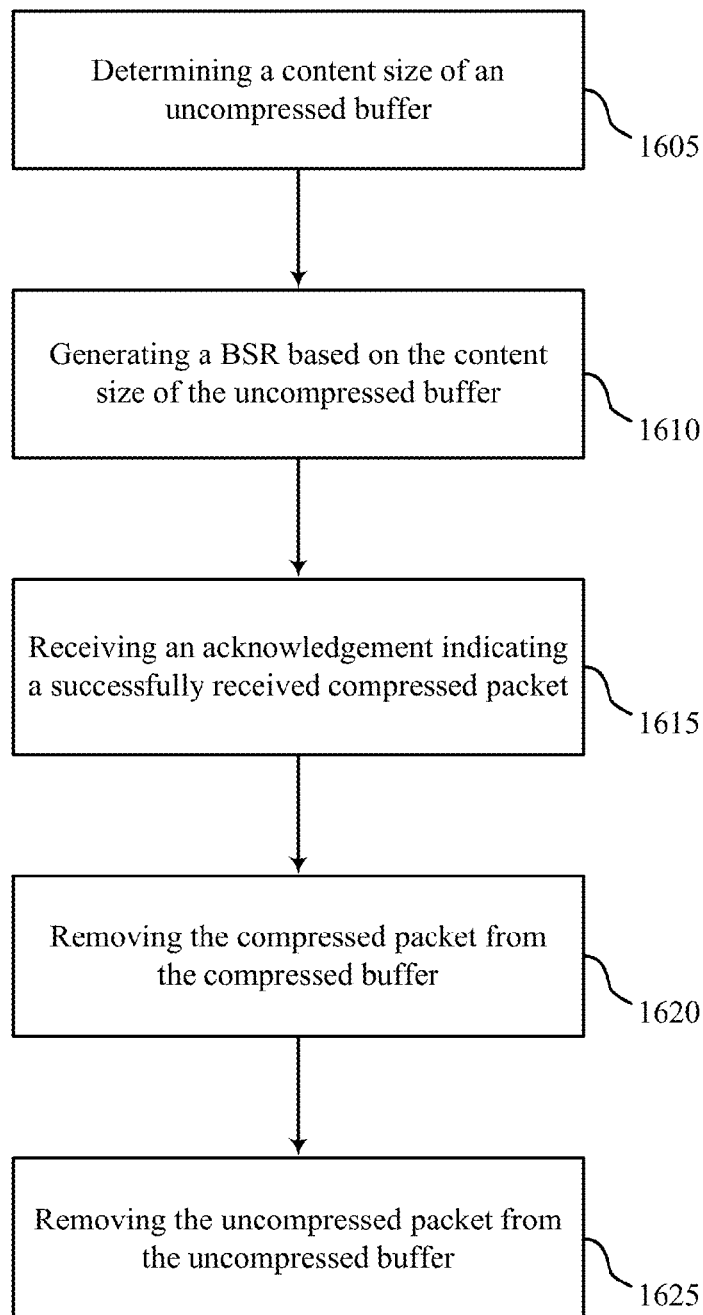 Determining a content size of an
uncompressed buffer
1605
Generating a BSR based on the content
size of the uncompressed buffer
1610
Receiving an acknowledgement indicating
a successfully received compressed packet
1615
Removing the compressed packet from
the compressed buffer
1620
Removing the uncompressed packet from
the uncompressed buffer
1625